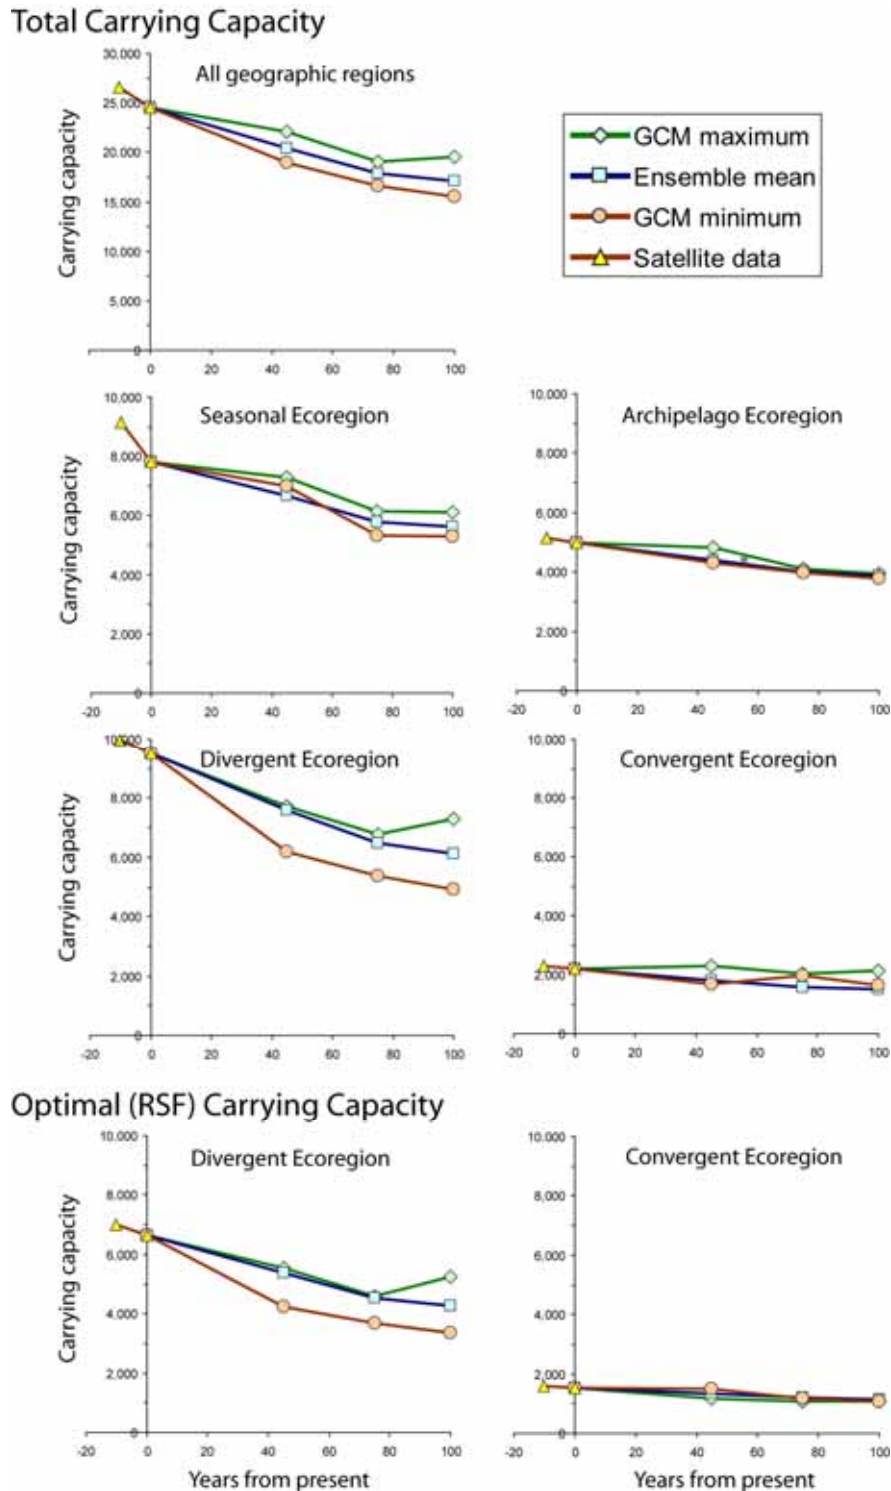 Total Carrying Capacity
30,000
25,000
20,000
15,000
10,000
5,000
0
Carrying capacity
All geographic regions
0 20 40 60 80 100
GCM maximum
Ensemble mean
GCM minimum
Satellite data
10,000
8,000
6,000
4,000
2,000
0
Carrying capacity
Seasonal Ecoregion
-20 0 20 40 60 80 100
10,000
8,000
6,000
4,000
2,000
0
Archipelago Ecoregion
-20 0 20 40 60 80 100
10,000
8,000
6,000
4,000
2,000
0
Carrying capacity
Divergent Ecoregion
-20 0 20 40 60 80 100
10,000
8,000
6,000
4,000
2,000
0
Convergent Ecoregion
-20 0 20 40 60 80 100
Optimal (RSF) Carrying Capacity
10,000
8,000
6,000
4,000
2,000
0
Carrying capacity
Divergent Ecoregion
-20 0 20 40 60 80 100
Years from present
10,000
8,000
6,000
4,000
2,000
0
Convergent Ecoregion
-20 0 20 40 60 80 100
Years from present